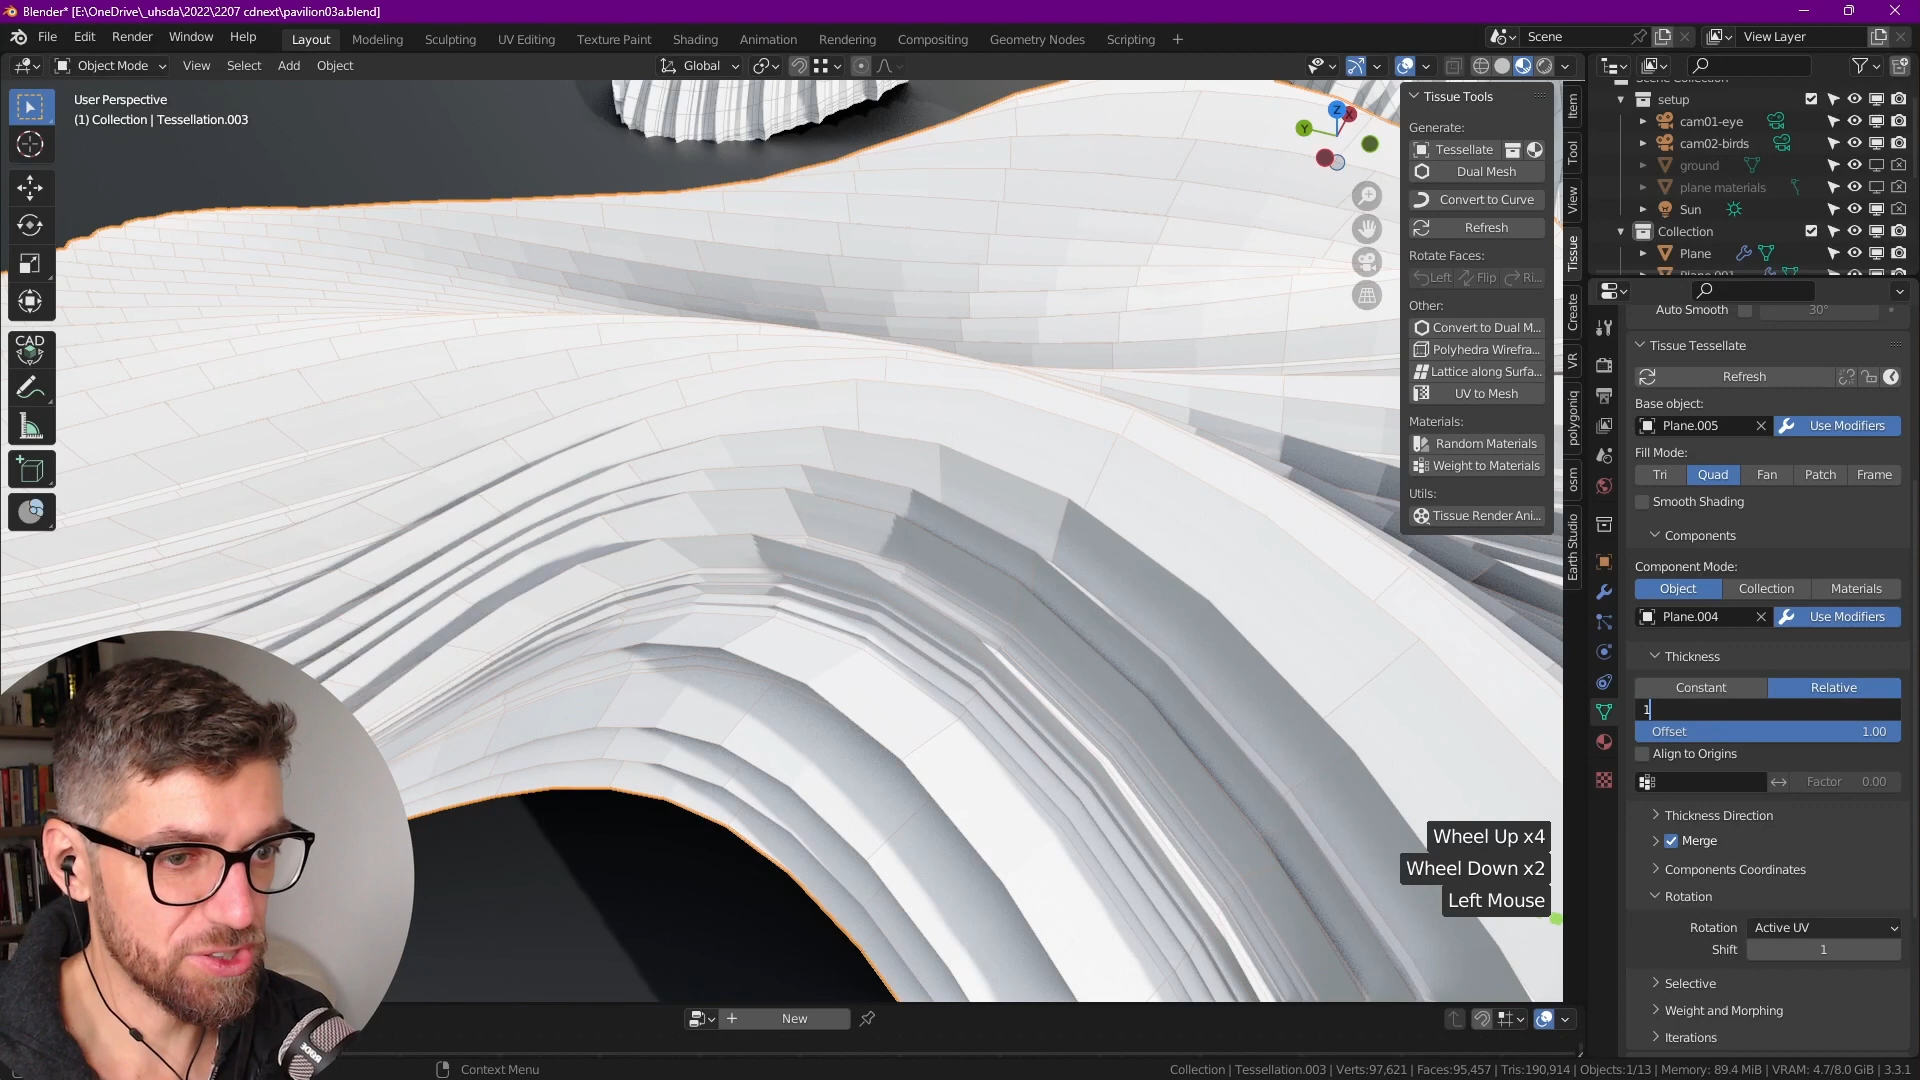 Blender* [E:\OneDrive\_uhsda\2022\2207 cdnext\pavilion03a.blend]
File Edit Render Window Help
Layout Modeling Sculpting UV Editing Texture Paint Shading Animation Rendering Compositing Geometry Nodes Scripting +
Scene
View Layer
Object Mode View Select Add Object
Global
User Perspective
(1) Collection | Tessellation.003
CAD
Z
X
Y
Tissue Tools
Generate:
Tessellate
Dual Mesh
Convert to Curve
Refresh
Rotate Faces:
Left Flip Ri...
Other:
Convert to Dual M...
Polyhedra Wirefra...
Lattice along Surfa...
UV to Mesh
Materials:
Random Materials
Weight to Materials
Utils:
Tissue Render Ani...
Item
Tool
View
Tissue
Create
VR
polygoniq
osm
Earth Studio
Scene Collection
setup
cam01-eye
cam02-birds
ground
plane materials
Sun
Collection
Plane
Plane.001
Auto Smooth 30°
Tissue Tessellate
Refresh
Base object:
Plane.005 Use Modifiers
Fill Mode:
Tri Quad Fan Patch Frame
Smooth Shading
Components
Component Mode:
Object Collection Materials
Plane.004 Use Modifiers
Thickness
Constant Relative
1
Offset 1.00
Align to Origins
Factor 0.00
Thickness Direction
Merge
Components Coordinates
Rotation
Rotation Active UV
Shift 1
Selective
Weight and Morphing
Iterations
Wheel Up x4
Wheel Down x2
Left Mouse
RODE
+ New
Context Menu
Collection | Tessellation.003 | Verts:97,621 | Faces:95,457 | Tris:190,914 | Objects:1/13 | Memory: 89.4 MiB | VRAM: 4.7/8.0 GiB | 3.3.1